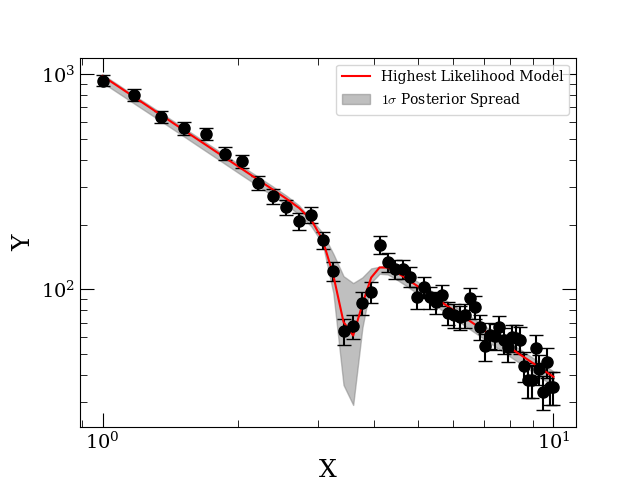 10³
Highest Likelihood Model
1σ Posterior Spread
Y
10²
10⁰
10¹
X